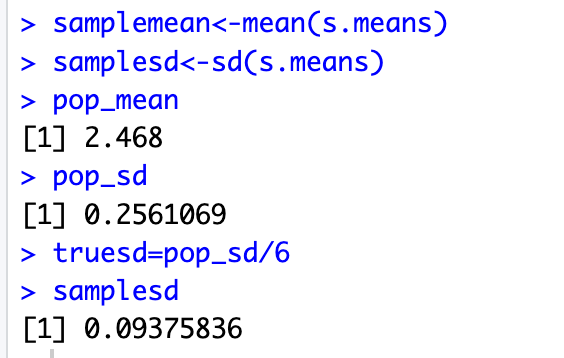 > samplemean<-mean(s.means)
> samplesd<-sd(s.means)
> pop_mean
[1] 2.468
> pop_sd
[1] 0.2561069
> truesd=pop_sd/6
> samplesd
[1] 0.09375836